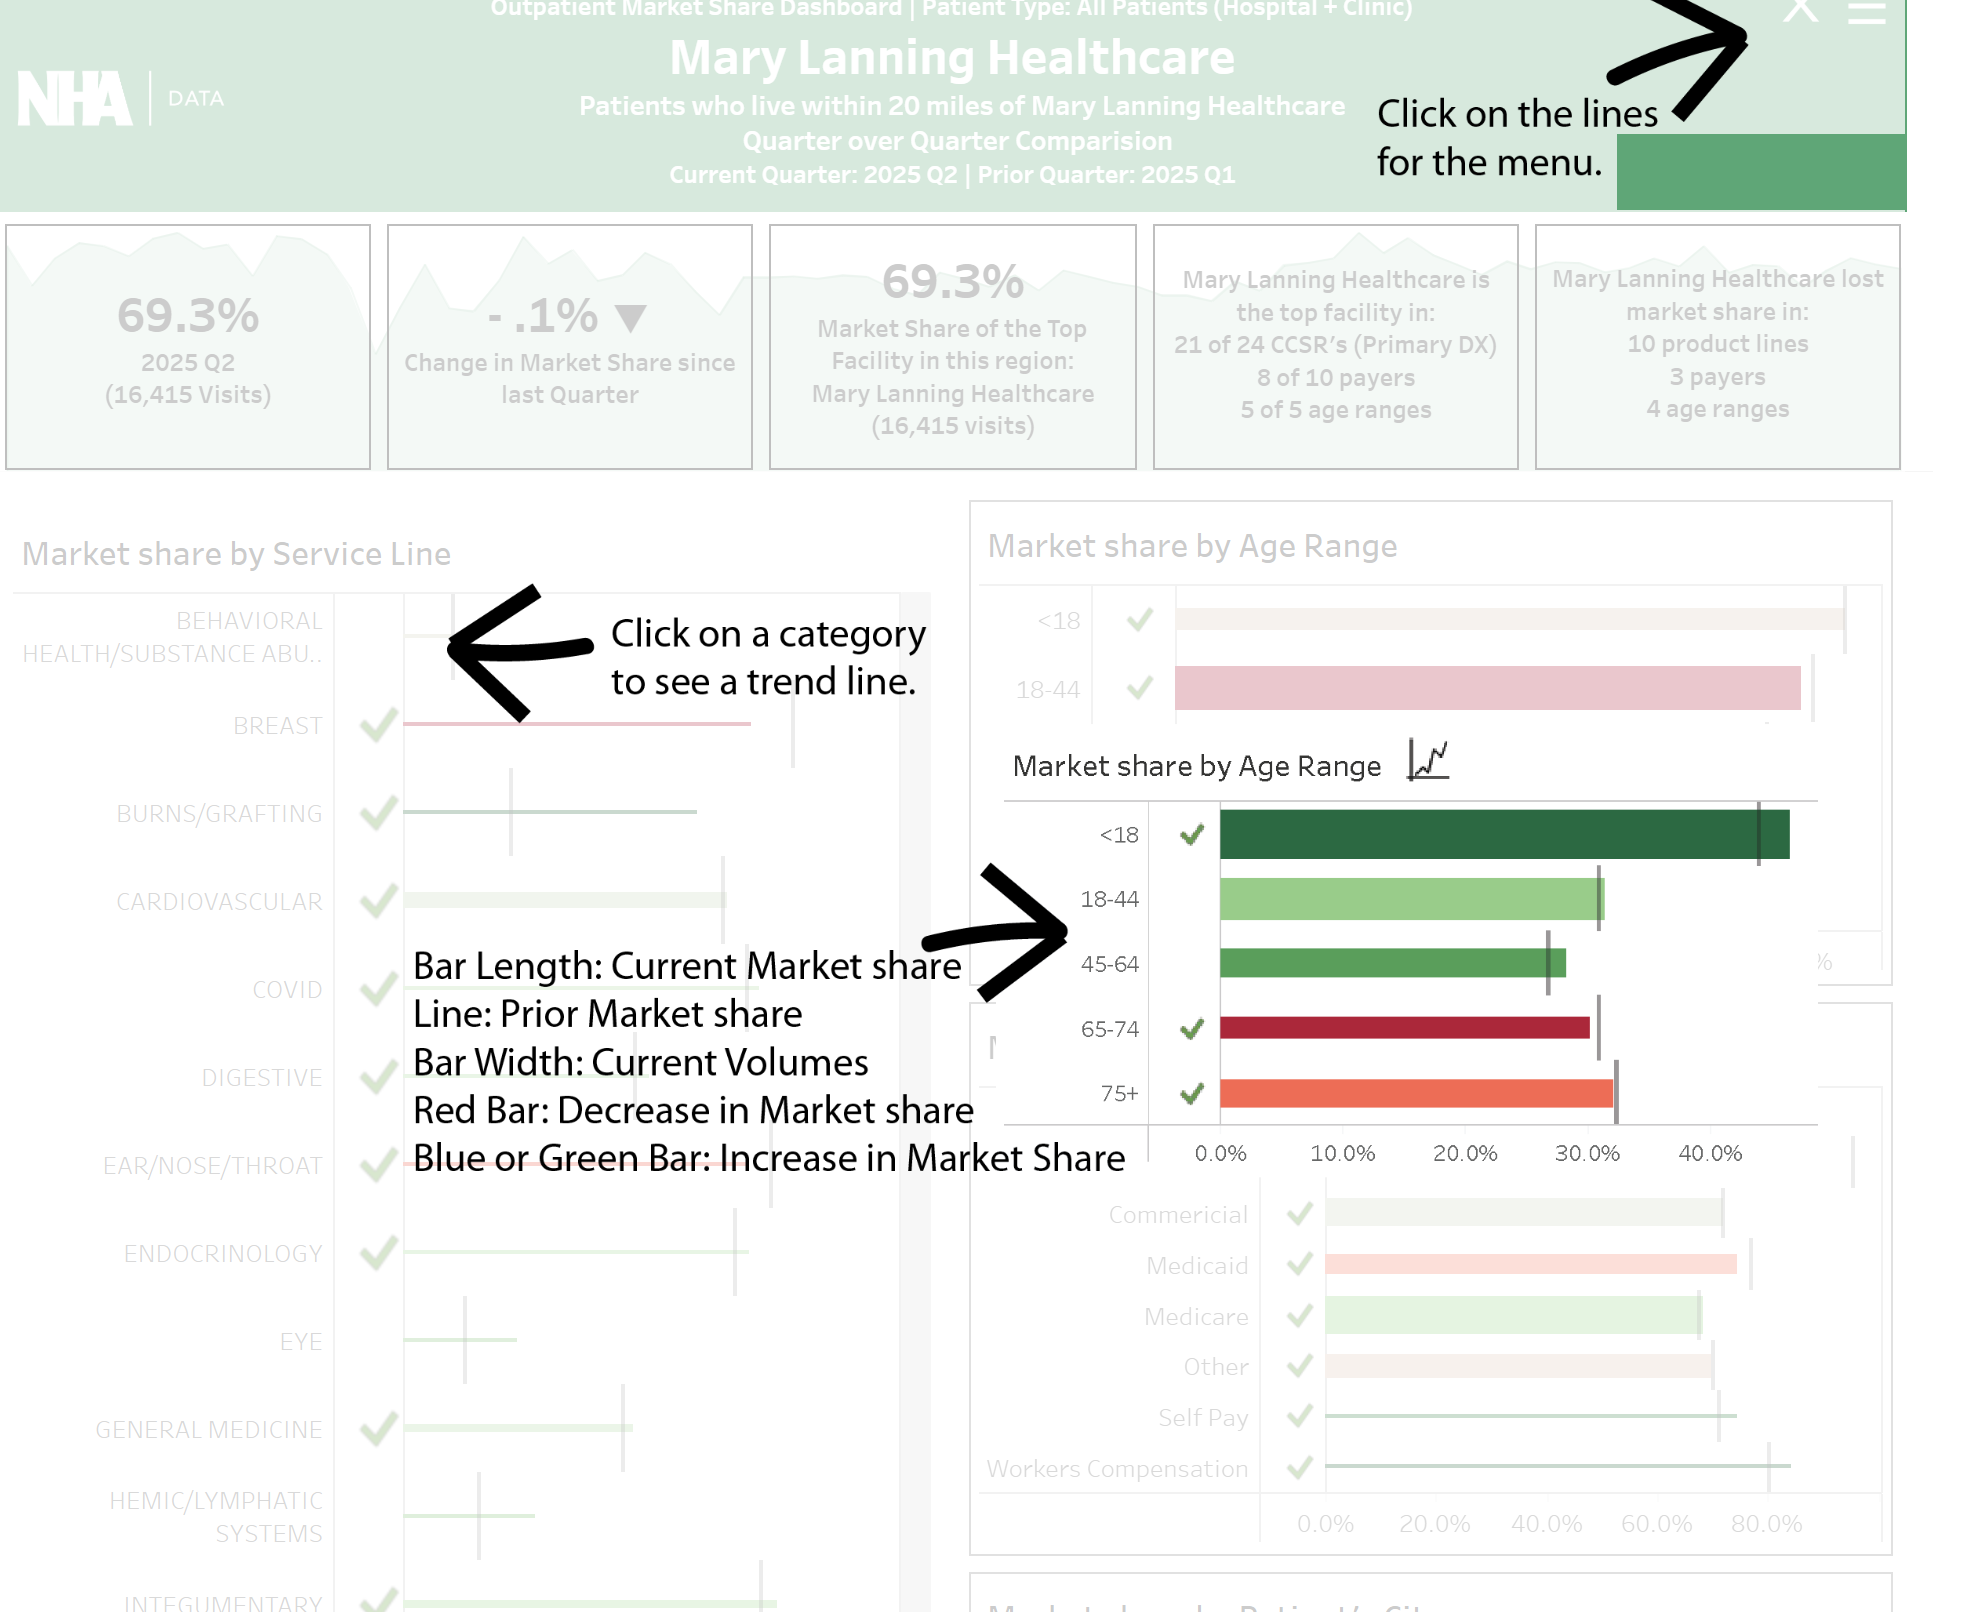 Outpatient Market Share Dashboard | Patient Type: All Patients (Hospital + Clinic)
X
Mary Lanning Healthcare
NHA | DATA
Patients who live within 20 miles of Mary Lanning Healthcare
Quarter over Quarter Comparision
Current Quarter: 2025 Q2 | Prior Quarter: 2025 Q1
Click on the lines
for the menu.
69.3%
2025 Q2
(16,415 Visits)
- .1% ▼
Change in Market Share since
last Quarter
69.3%
Market Share of the Top
Facility in this region:
Mary Lanning Healthcare
(16,415 visits)
Mary Lanning Healthcare is
the top facility in:
21 of 24 CCSR's (Primary DX)
8 of 10 payers
5 of 5 age ranges
Mary Lanning Healthcare lost
market share in:
10 product lines
3 payers
4 age ranges
Market share by Service Line
BEHAVIORAL
HEALTH/SUBSTANCE ABU..
BREAST
BURNS/GRAFTING
CARDIOVASCULAR
COVID
DIGESTIVE
EAR/NOSE/THROAT
ENDOCRINOLOGY
EYE
GENERAL MEDICINE
HEMIC/LYMPHATIC
SYSTEMS
INTEGUMENTARY
Click on a category
to see a trend line.
Bar Length: Current Market share
Line: Prior Market share
Bar Width: Current Volumes
Red Bar: Decrease in Market share
Blue or Green Bar: Increase in Market Share
Market share by Age Range
<18
18-44
Market share by Age Range
<18
18-44
45-64
65-74
75+
0.0% 10.0% 20.0% 30.0% 40.0%
Commericial
Medicaid
Medicare
Other
Self Pay
Workers Compensation
0.0% 20.0% 40.0% 60.0% 80.0%